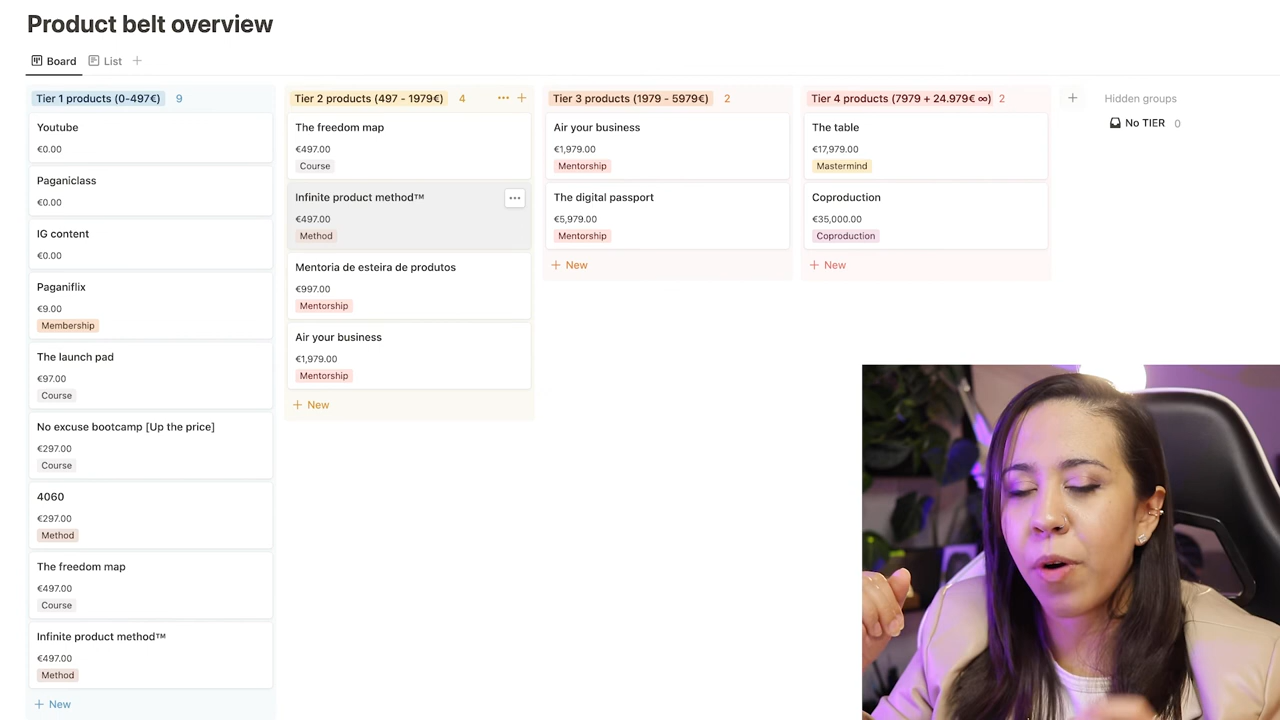 Product belt overview
Board
List
Tier 1 products (0-497€) 9
Youtube
€0.00
Paganiclass
€0.00
IG content
€0.00
Paganiflix
€9.00
Membership
The launch pad
€97.00
Course
No excuse bootcamp [Up the price]
€297.00
Course
4060
€297.00
Method
The freedom map
€497.00
Course
Infinite product method™
€497.00
Method
+ New
Tier 2 products (497 - 1979€) 4
The freedom map
€497.00
Course
Infinite product method™
€497.00
Method
Mentoria de esteira de produtos
€997.00
Mentorship
Air your business
€1,979.00
Mentorship
+ New
Tier 3 products (1979 - 5979€) 2
Air your business
€1,979.00
Mentorship
The digital passport
€5,979.00
Mentorship
+ New
Tier 4 products (7979 + 24.979€ ∞) 2
The table
€17,979.00
Mastermind
Coproduction
€35,000.00
Coproduction
+ New
Hidden groups
No TIER 0